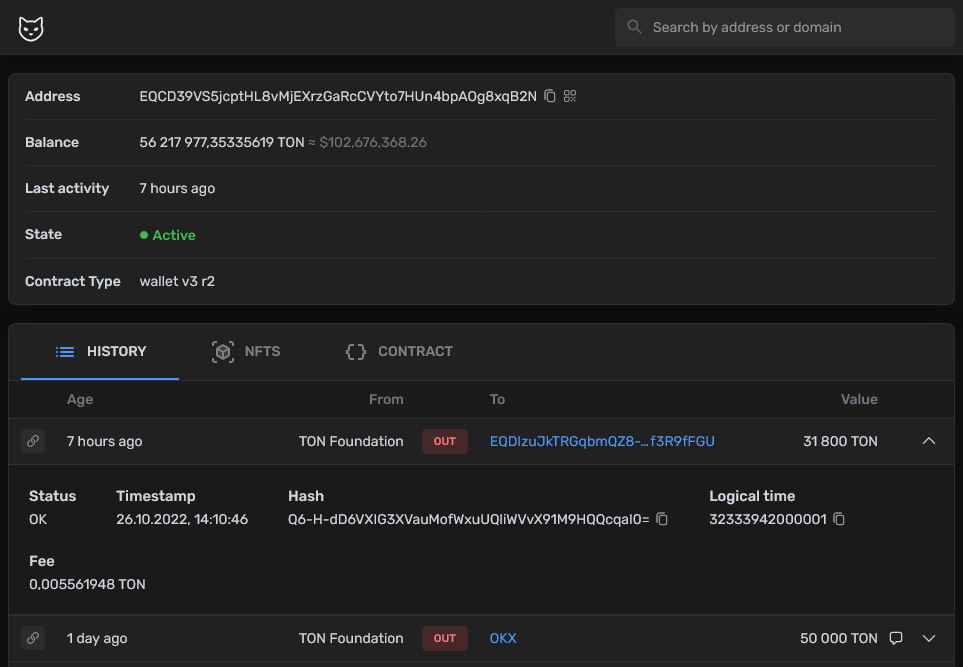 Search by address or domain
Address EQCD39VS5jcptHL8vMjEXrzGaRcCVYto7HUn4bpAOg8xqB2N
Balance 56 217 977,35335619 TON ≈ $102,676,368.26
Last activity 7 hours ago
State Active
Contract Type wallet v3 r2
HISTORY NFTS CONTRACT
Age From To Value
7 hours ago TON Foundation OUT EQDIzuJkTRGqbmQZ8-…f3R9fFGU 31 800 TON
Status Timestamp Hash Logical time
OK 26.10.2022, 14:10:46 Q6-H-dD6VXlG3XVauMofWxuUQliWVvX91M9HQQcqaI0= 32333942000001
Fee
0,005561948 TON
1 day ago TON Foundation OUT OKX 50 000 TON